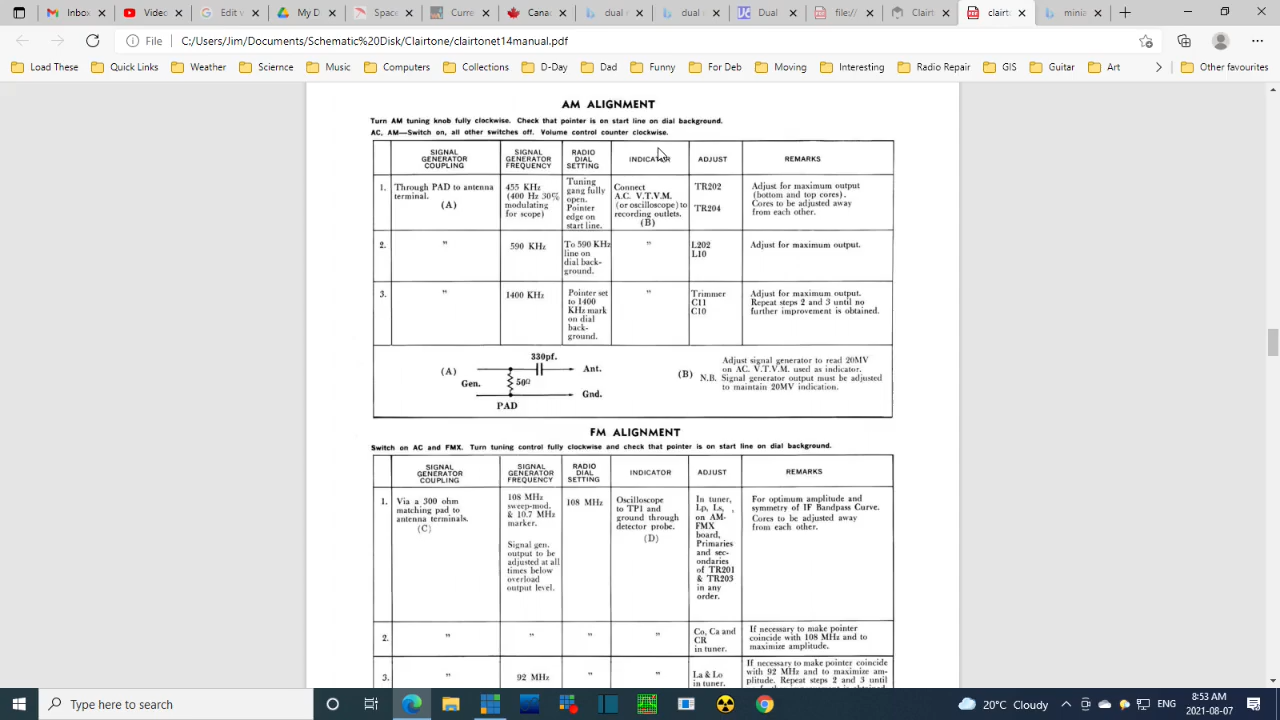 Inbox
Video
Edit v
My D
Snap
Curre
Cana
Radio
dual
Dual
file://
Clairt
clairt
mini
File
C:/Users/Jim/Documents/Schematic%20Disk/Clairtone/clairtonet14manual.pdf
Load These
Quick Links
Weather
Science
Music
Computers
Collections
D-Day
Dad
Funny
For Deb
Moving
Interesting
Radio Repair
GIS
Guitar
Art
Other favourites
AM ALIGNMENT
Turn AM tuning knob fully clockwise. Check that pointer is on start line on dial background.
AC, AM—Switch on, all other switches off. Volume control counter clockwise.
SIGNAL
GENERATOR
COUPLING
SIGNAL
GENERATOR
FREQUENCY
RADIO
DIAL
SETTING
INDICATOR
ADJUST
REMARKS
1.
Through PAD to antenna
terminal.
(A)
455 KHz
(400 Hz 30%
modulating
for scope)
Tuning
gang fully
open.
Pointer
edge on
start line.
Connect
A.C. V.T.V.M.
(or oscilloscope) to
recording outlets.
(B)
TR202
TR204
Adjust for maximum output
(bottom and top cores).
Cores to be adjusted away
from each other.
2.
"
590 KHz
To 590 KHz
line on
dial back-
ground.
"
L202
L10
Adjust for maximum output.
3.
"
1400 KHz
Pointer set
to 1400
KHz mark
on dial
back-
ground.
"
Trimmer
C11
C10
Adjust for maximum output.
Repeat steps 2 and 3 until no
further improvement is obtained.
330pf.
(A)
Gen.
50Ω
Ant.
Gnd.
PAD
(B)
Adjust signal generator to read 20MV
on AC. V.T.V.M. used as indicator.
N.B. Signal generator output must be adjusted
to maintain 20MV indication.
FM ALIGNMENT
Switch on AC and FMX. Turn tuning control fully clockwise and check that pointer is on start line on dial background.
SIGNAL
GENERATOR
COUPLING
SIGNAL
GENERATOR
FREQUENCY
RADIO
DIAL
SETTING
INDICATOR
ADJUST
REMARKS
1.
Via a 300 ohm
matching pad to
antenna terminals.
(C)
108 MHz
sweep-mod.
& 10.7 MHz
marker.
Signal gen.
output to be
adjusted at all
times below
overload
output level.
108 MHz
Oscilloscope
to TP1 and
ground through
detector probe.
(D)
In tuner,
Lp, Ls,
on AM-
FMX
board,
Primaries
and sec-
ondaries
of TR201
& TR203
in any
order.
For optimum amplitude and
symmetry of IF Bandpass Curve.
Cores to be adjusted away
from each other.
2.
"
"
"
"
Co, Ca and
CR
in tuner.
If necessary to make pointer
coincide with 108 MHz and to
maximize amplitude.
3.
"
92 MHz
"
"
La & Lo
in tuner.
If necessary to make pointer coincide
with 92 MHz and to maximize am-
plitude. Repeat steps 2 and 3 until
Type here to search
20°C Cloudy
8:53 AM
2021-08-07